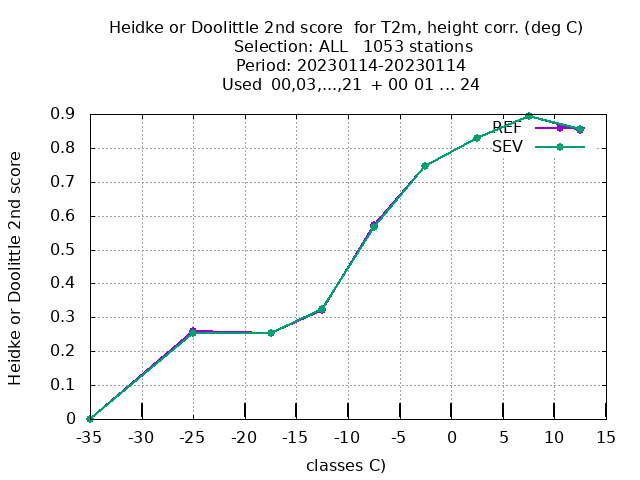 Heidke or Doolittle 2nd score  for T2m, height corr. (deg C)
Selection: ALL   1053 stations
Period: 20230114-20230114
Used  00,03,...,21  + 00 01 ... 24
Heidke or Doolittle 2nd score
0.9
0.8
0.7
0.6
0.5
0.4
0.3
0.2
0.1
0
REF
SEV
-35 -30 -25 -20 -15 -10 -5 0 5 10 15
classes C)